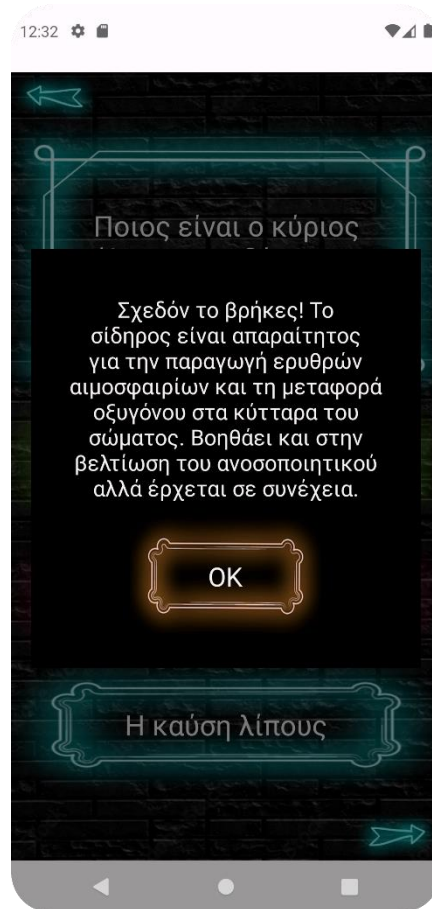 12:32
Ποιος είναι ο κύριος
Σχεδόν το βρήκες! Το
σίδηρος είναι απαραίτητος
για την παραγωγή ερυθρών
αιμοσφαιρίων και τη μεταφορά
οξυγόνου στα κύτταρα του
σώματος. Βοηθάει και στην
βελτίωση του ανοσοποιητικού
αλλά έρχεται σε συνέχεια.
OK
Η καύση λίπους